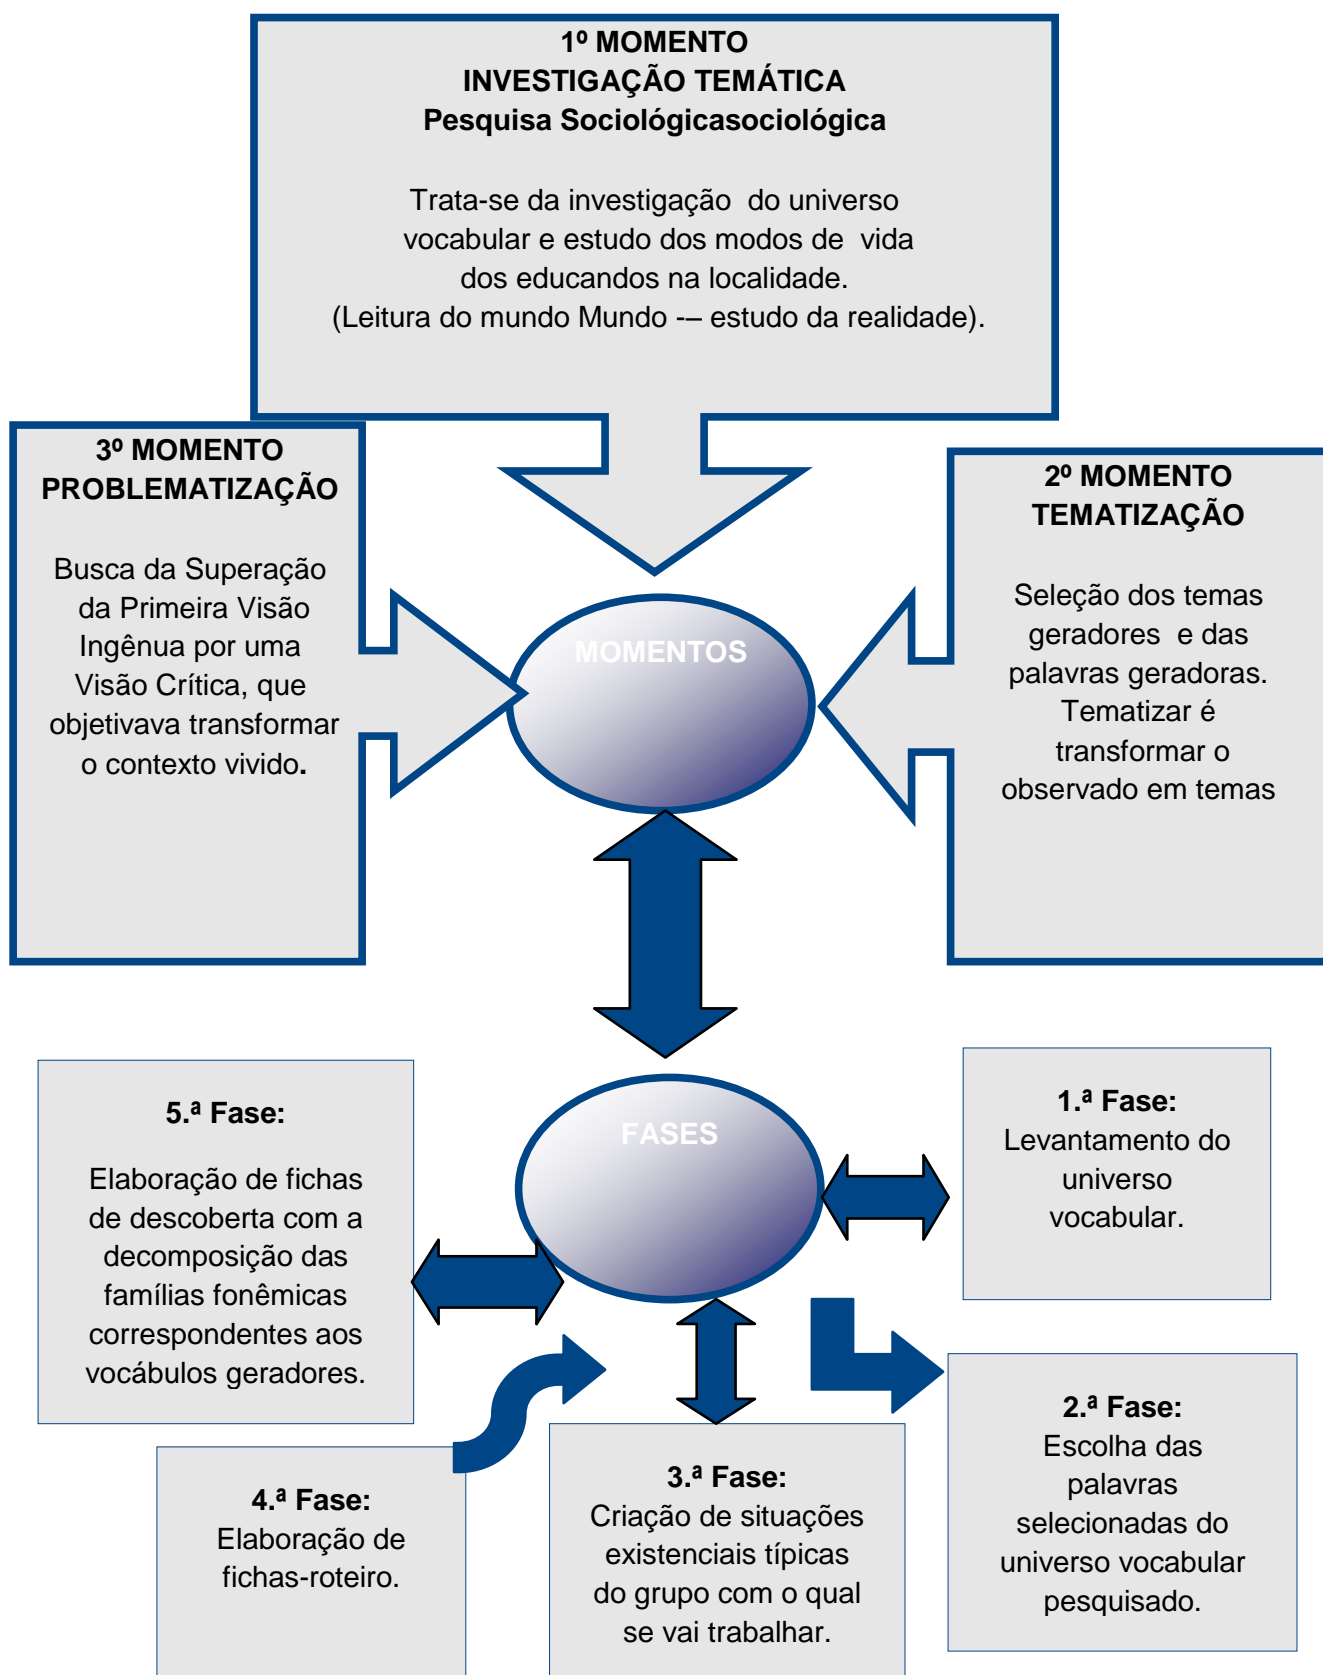 1º MOMENTO
INVESTIGAÇÃO TEMÁTICA
Pesquisa Sociológicasociológica
Trata-se da investigação do universo
vocabular e estudo dos modos de vida
dos educandos na localidade.
(Leitura do mundo Mundo -– estudo da realidade).
3º MOMENTO
PROBLEMATIZAÇÃO
Busca da Superação
da Primeira Visão
Ingênua por uma
Visão Crítica, que
objetivava transformar
o contexto vivido.
2º MOMENTO
TEMATIZAÇÃO
Seleção dos temas
geradores e das
palavras geradoras.
Tematizar é
transformar o
observado em temas
MOMENTOS
FASES
1.ª Fase:
Levantamento do
universo
vocabular.
2.ª Fase:
Escolha das
palavras
selecionadas do
universo vocabular
pesquisado.
3.ª Fase:
Criação de situações
existenciais típicas
do grupo com o qual
se vai trabalhar.
4.ª Fase:
Elaboração de
fichas-roteiro.
5.ª Fase:
Elaboração de fichas
de descoberta com a
decomposição das
famílias fonêmicas
correspondentes aos
vocábulos geradores.